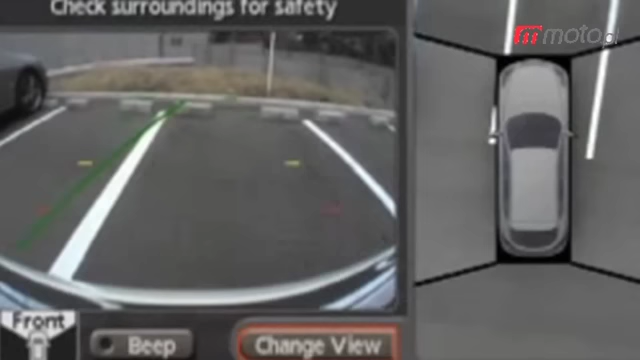 Check surroundings for safety
moto.pl
Front
Beep
Change View